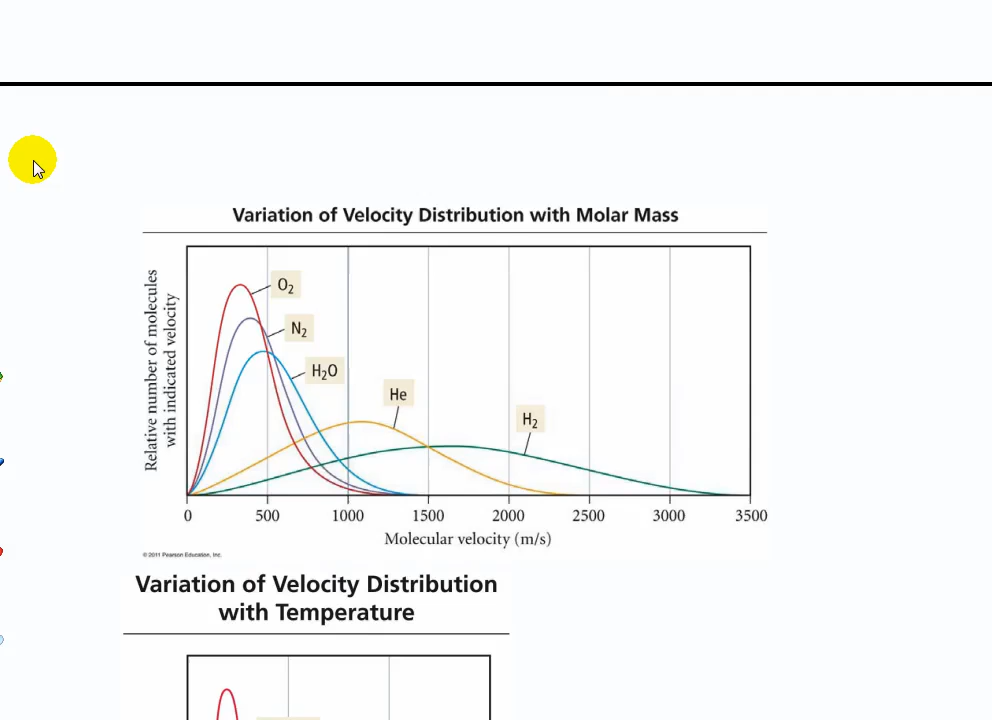 Variation of Velocity Distribution with Molar Mass
Relative number of molecules
with indicated velocity
O₂
N₂
H₂O
He
H₂
0 500 1000 1500 2000 2500 3000 3500
Molecular velocity (m/s)
© 2011 Pearson Education, Inc.
Variation of Velocity Distribution
with Temperature